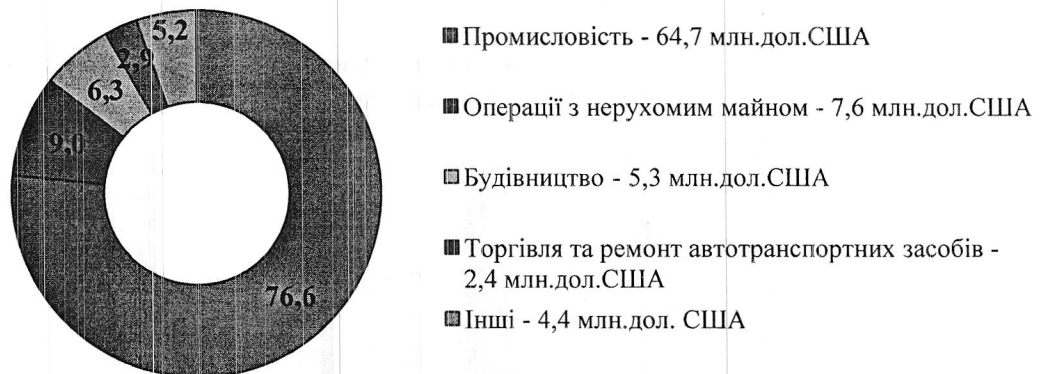 5,2
2,9
6,3
9,0
76,6
Промисловість - 64,7 млн.дол.США
Операції з нерухомим майном - 7,6 млн.дол.США
Будівництво - 5,3 млн.дол.США
Торгівля та ремонт автотранспортних засобів -
2,4 млн.дол.США
Інші - 4,4 млн.дол. США